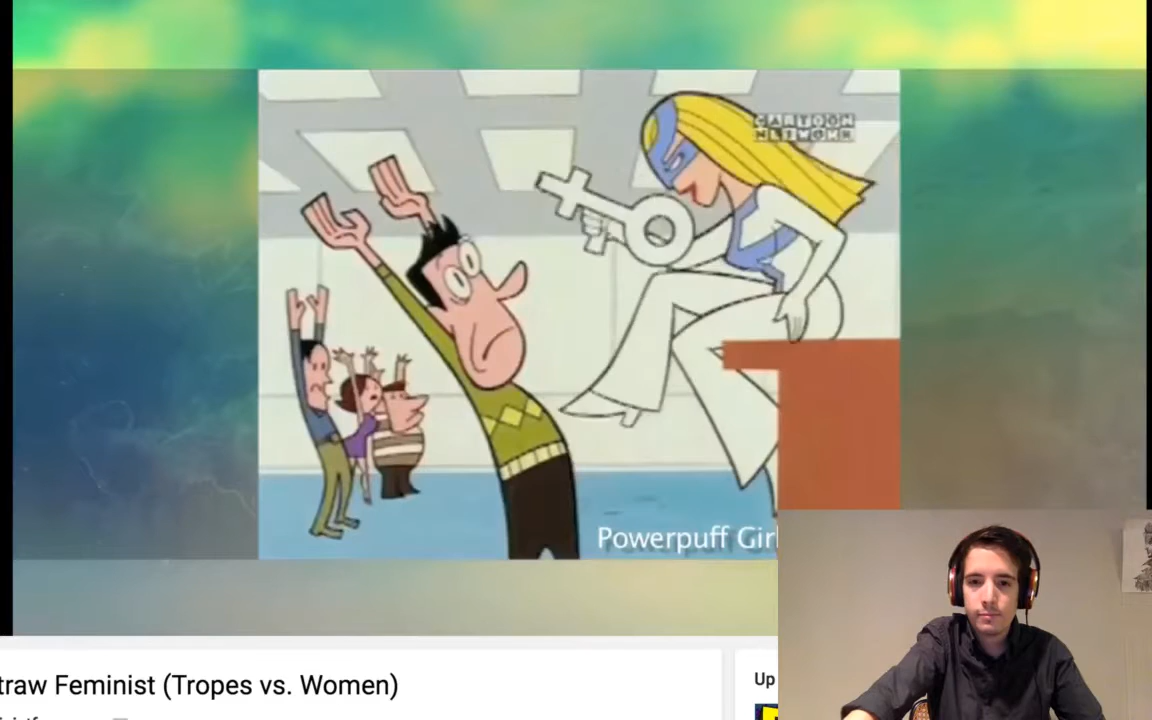 CARTOON
NETWORK
Powerpuff Girl
traw Feminist (Tropes vs. Women)
Up